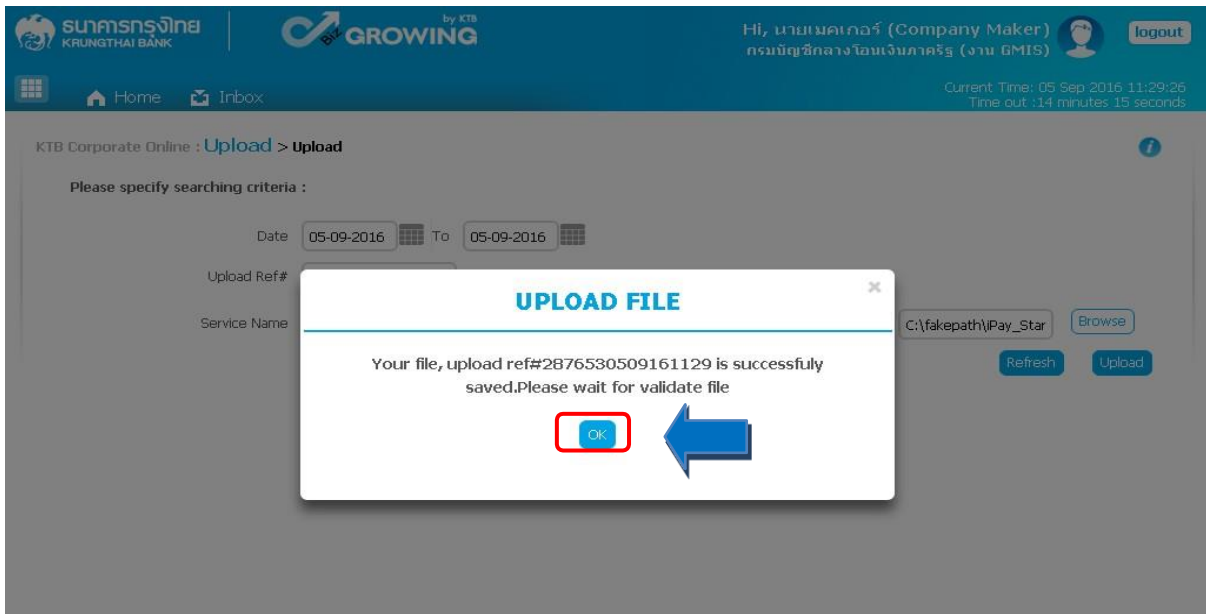 ธนาคารกรุงไทย
KRUNGTHAI BANK
by KTB
Biz GROWING
Hi, นายเมคเกอร์ (Company Maker)
กรมบัญชีกลางโอนเงินภาครัฐ (งาน GMIS)
logout
Home Inbox
Current Time: 05 Sep 2016 11:29:26
Time out :14 minutes 15 seconds
KTB Corporate Online : Upload > Upload
Please specify searching criteria :
Date 05-09-2016 To 05-09-2016
Upload Ref#
Service Name
C:\fakepath\iPay_Star Browse
Refresh Upload
UPLOAD FILE
Your file, upload ref#2876530509161129 is successfuly
saved.Please wait for validate file
OK